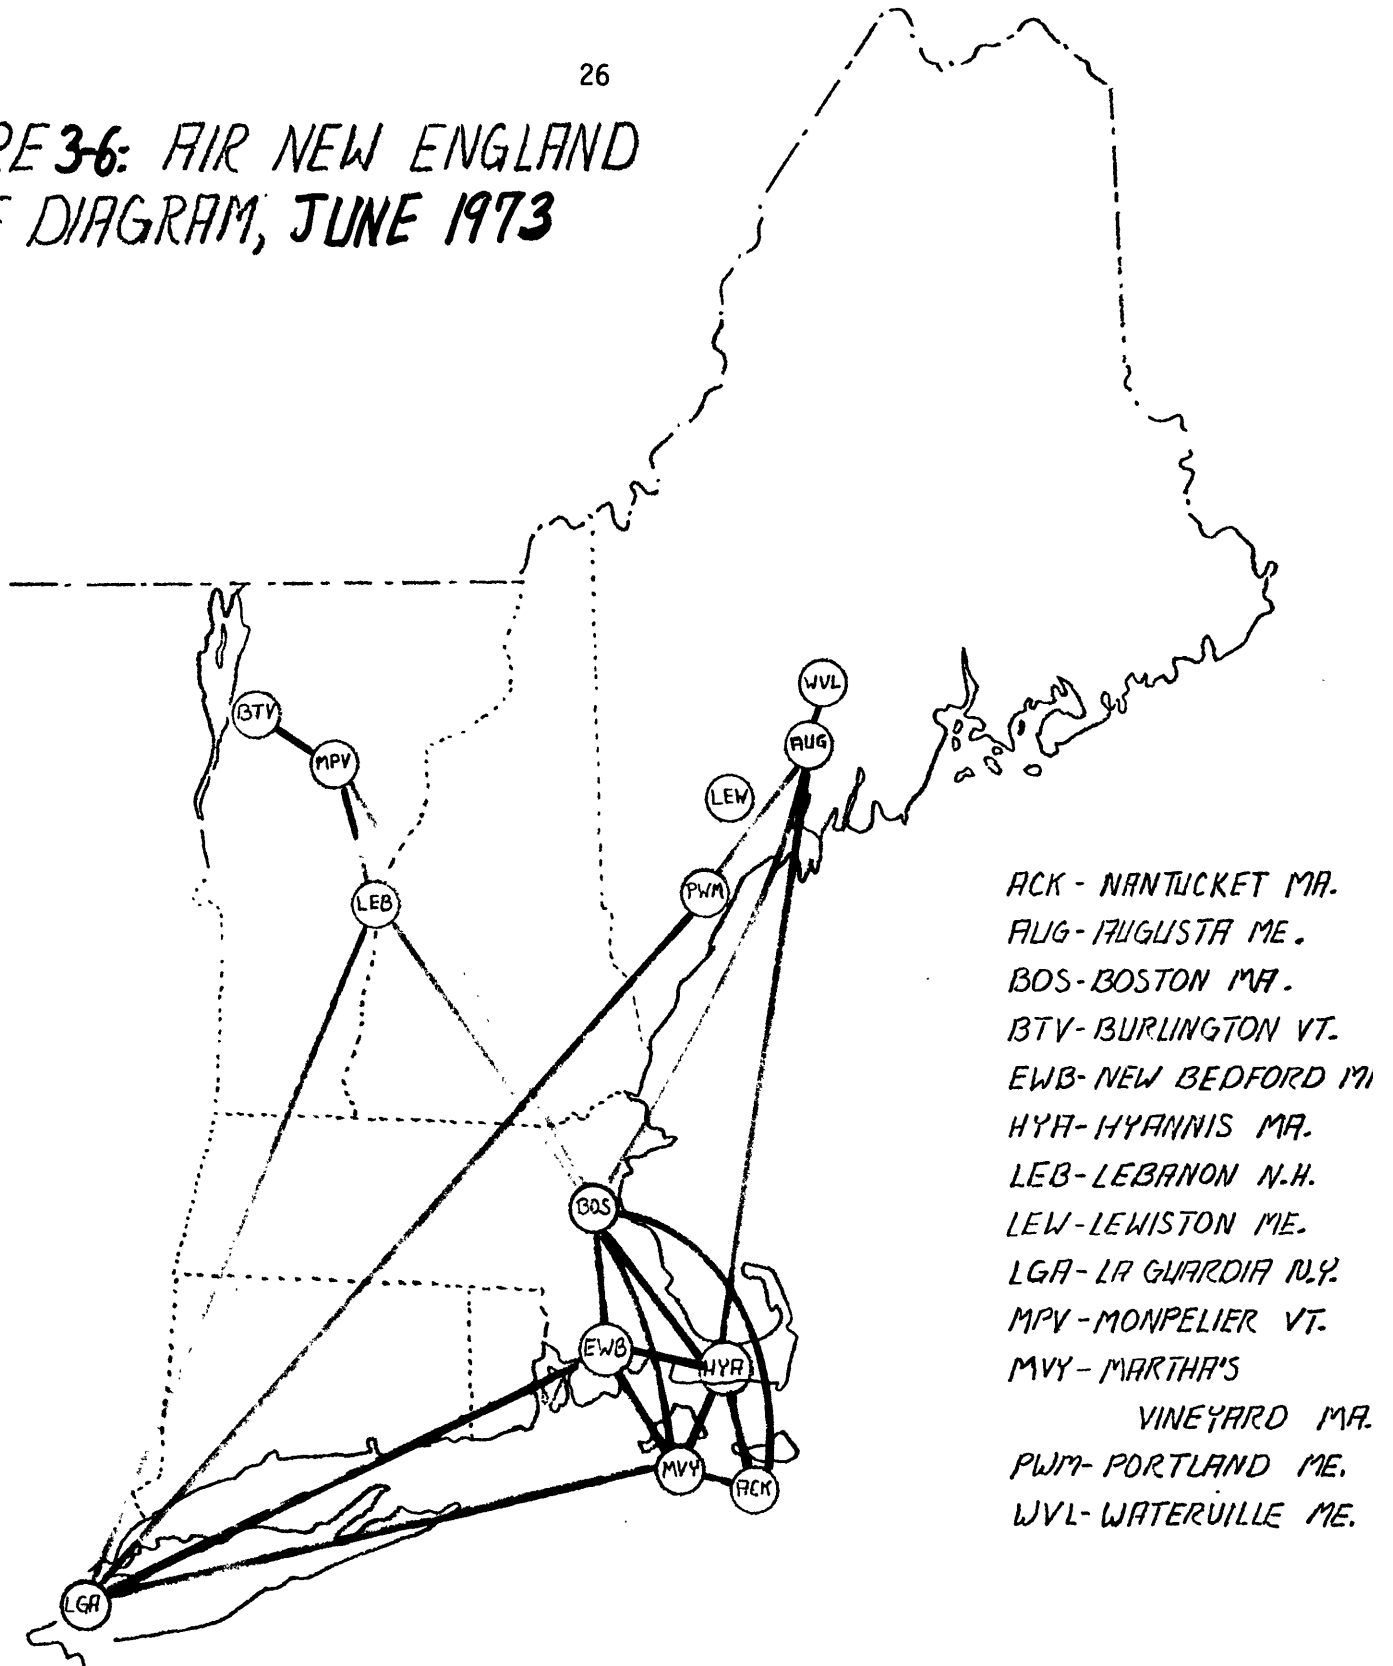 26
RE 3-6: AIR NEW ENGLAND
E DIAGRAM, JUNE 1973
WVL
BTV
AUG
MPV
LEW
PWM
LEB
ACK - NANTUCKET MA.
AUG - AUGUSTA ME.
BOS - BOSTON MA.
BTV - BURLINGTON VT.
EWB - NEW BEDFORD MA
HYA - HYANNIS MA.
LEB - LEBANON N.H.
LEW - LEWISTON ME.
LGA - LA GUARDIA N.Y.
MPV - MONPELIER VT.
MVY - MARTHA'S
VINEYARD MA.
PWM - PORTLAND ME.
WVL - WATERVILLE ME.
BOS
EWB
HYA
MVY
ACK
LGA